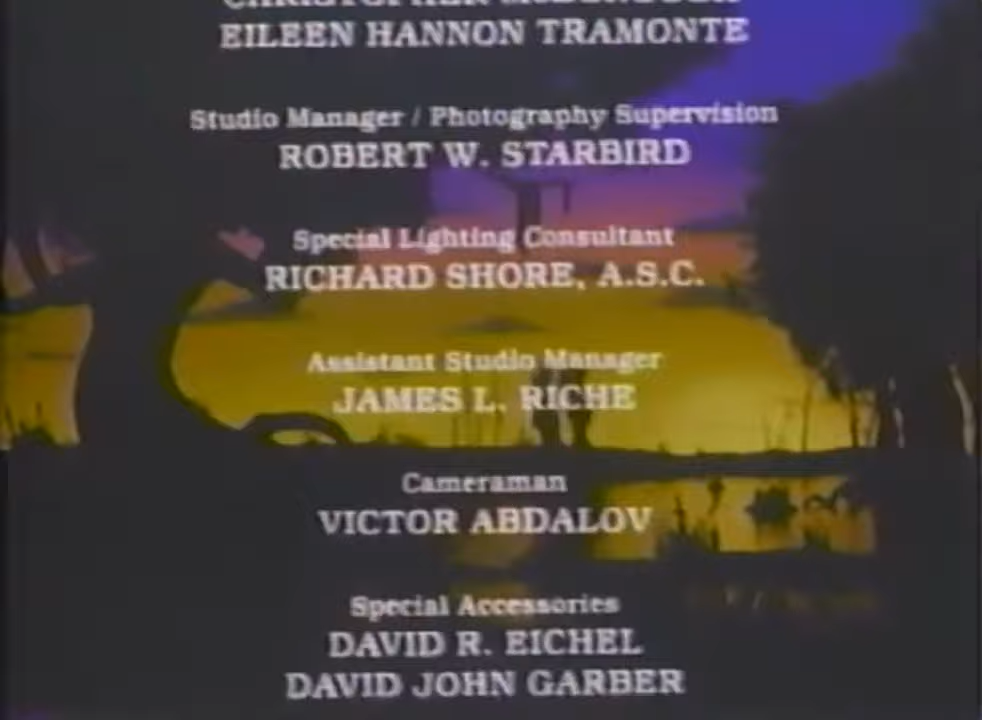 EILEEN HANNON TRAMONTE
Studio Manager / Photography Supervision
ROBERT W. STARBIRD
Special Lighting Consultant
RICHARD SHORE, A.S.C.
Assistant Studio Manager
JAMES L. RICHE
Cameraman
VICTOR ABDALOV
Special Accessories
DAVID R. EICHEL
DAVID JOHN GARBER